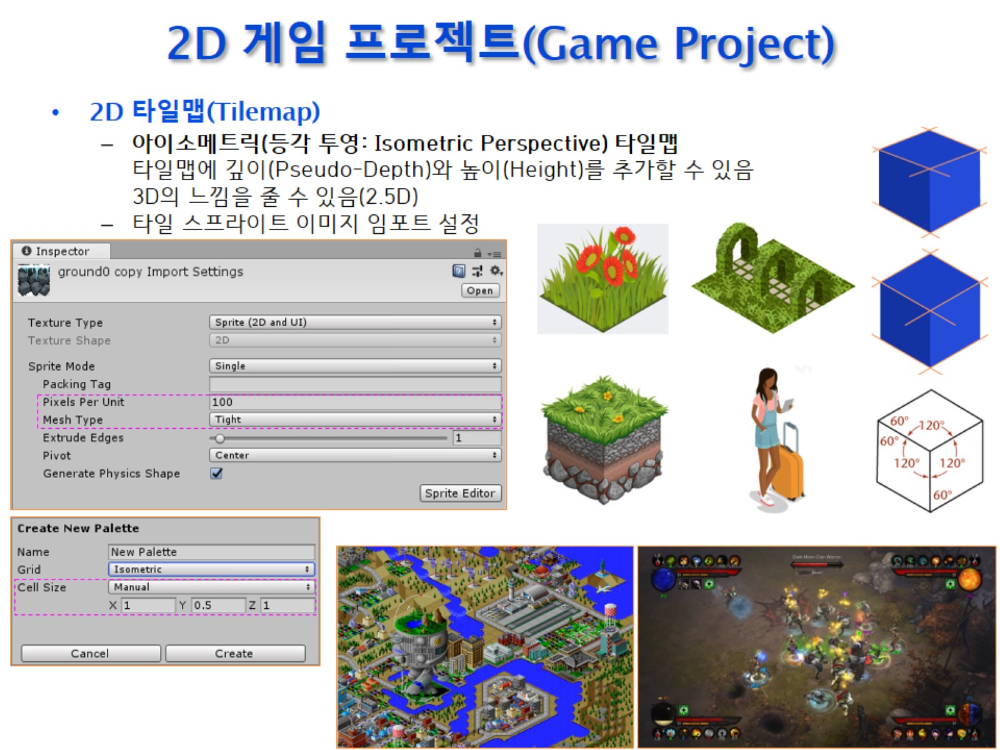 2D 게임 프로젝트(Game Project)
• 2D 타일맵(Tilemap)
– 아이소메트릭(등각 투영: Isometric Perspective) 타일맵
타일맵에 깊이(Pseudo-Depth)와 높이(Height)를 추가할 수 있음
3D의 느낌을 줄 수 있음(2.5D)
– 타일 스프라이트 이미지 임포트 설정
Inspector
ground0 copy Import Settings
Open
Texture Type Sprite (2D and UI)
Texture Shape 2D
Sprite Mode Single
Packing Tag
Pixels Per Unit 100
Mesh Type Tight
Extrude Edges 1
Pivot Center
Generate Physics Shape
Sprite Editor
60° 120°
60°
120° 120°
60°
Create New Palette
Name New Palette
Grid Isometric
Cell Size Manual
X 1 Y 0.5 Z 1
Cancel Create
Dark Moon Clan Warrior
Beast